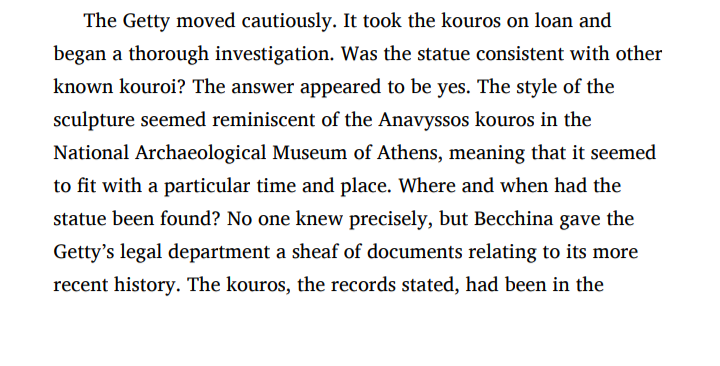 The Getty moved cautiously. It took the kouros on loan and
began a thorough investigation. Was the statue consistent with other
known kouroi? The answer appeared to be yes. The style of the
sculpture seemed reminiscent of the Anavyssos kouros in the
National Archaeological Museum of Athens, meaning that it seemed
to fit with a particular time and place. Where and when had the
statue been found? No one knew precisely, but Becchina gave the
Getty’s legal department a sheaf of documents relating to its more
recent history. The kouros, the records stated, had been in the